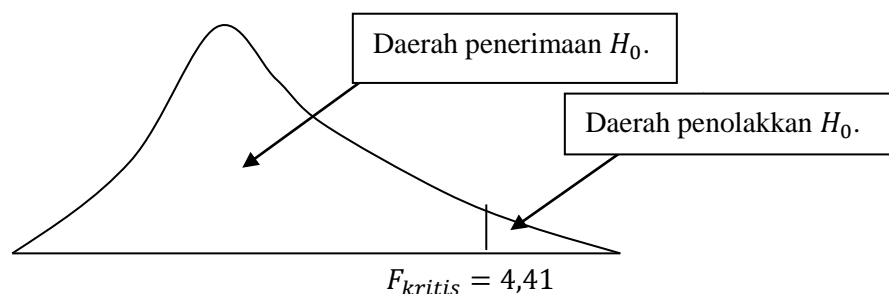 Daerah penerimaan 𝐻₀.
Daerah penolakkan 𝐻₀.
𝐹𝑘𝑟𝑖𝑡𝑖𝑠 = 4,41